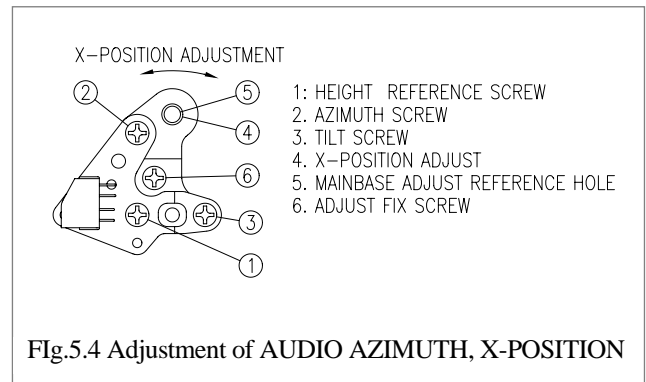 X-POSITION ADJUSTMENT
2
5
4
6
3
1
1: HEIGHT REFERENCE SCREW
2. AZIMUTH SCREW
3. TILT SCREW
4. X-POSITION ADJUST
5. MAINBASE ADJUST REFERENCE HOLE
6. ADJUST FIX SCREW
FIg.5.4 Adjustment of AUDIO AZIMUTH, X-POSITION